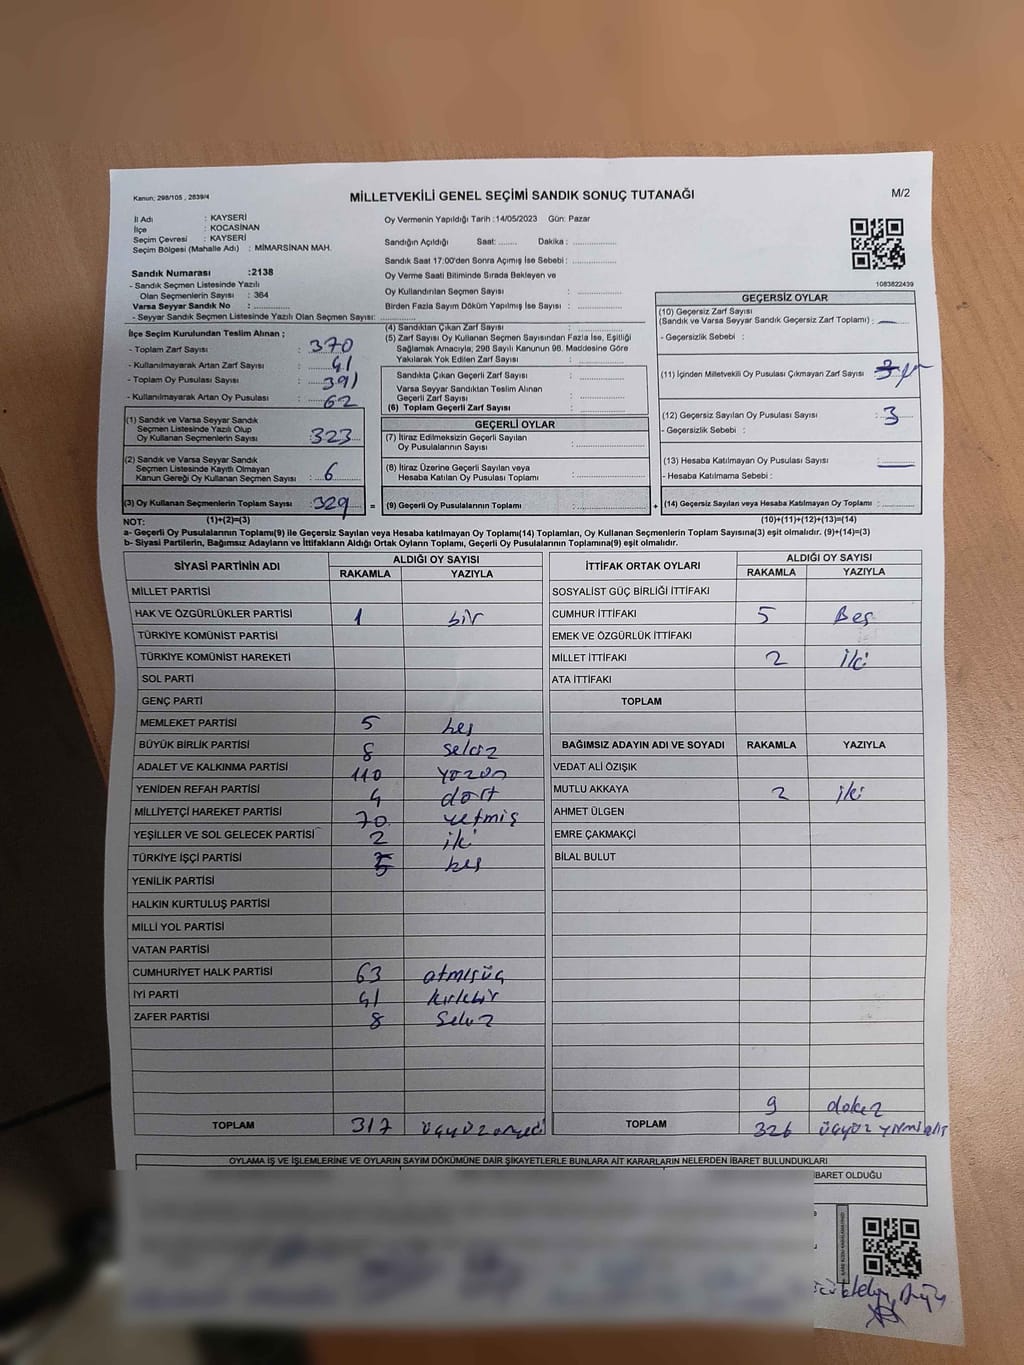 Kanun; 298/105 , 2839/4
MİLLETVEKİLİ GENEL SEÇİMİ SANDIK SONUÇ TUTANAĞI
M/2
İl Adı : KAYSERİ
İlçe : KOCASİNAN
Seçim Çevresi : KAYSERİ
Seçim Bölgesi (Mahalle Adı) : MİMARSİNAN MAH.
Sandık Numarası :2138
- Sandık Seçmen Listesinde Yazılı
Olan Seçmenlerin Sayısı : 364
Varsa Seyyar Sandık No : ..............
- Seyyar Sandık Seçmen Listesinde Yazılı Olan Seçmen Sayısı: ..............
Oy Vermenin Yapıldığı Tarih :14/05/2023 Gün: Pazar
Sandığın Açıldığı Saat: ....... Dakika : .................
Sandık Saat 17:00'den Sonra Açımış İse Sebebi : .................
Oy Verme Saati Bitiminde Sırada Bekleyen ve
Oy Kullandırılan Seçmen Sayısı : .................
Birden Fazla Sayım Döküm Yapılmış İse Sayısı : .................
1083822439
İlçe Seçim Kurulundan Teslim Alınan ;
- Toplam Zarf Sayısı : 370
- Kullanılmayarak Artan Zarf Sayısı : 41
- Toplam Oy Pusulası Sayısı : 391
- Kullanılmayarak Artan Oy Pusulası : 62
(1) Sandık ve Varsa Seyyar Sandık
Seçmen Listesinde Yazılı Olup
Oy Kullanan Seçmenlerin Sayısı : 323
(2) Sandık ve Varsa Seyyar Sandık
Seçmen Listesinde Kayıtlı Olmayan
Kanun Gereği Oy Kullanan Seçmen Sayısı : 6
(3) Oy Kullanan Seçmenlerin Toplam Sayısı : 329 =
(4) Sandıktan Çıkan Zarf Sayısı : .................
(5) Zarf Sayısı Oy Kullanan Seçmen Sayısından Fazla İse, Eşitliği
Sağlamak Amacıyla; 298 Sayılı Kanunun 98. Maddesine Göre
Yakılarak Yok Edilen Zarf Sayısı : .................
Sandıkta Çıkan Geçerli Zarf Sayısı : .................
Varsa Seyyar Sandıktan Teslim Alınan
Geçerli Zarf Sayısı : .................
(6) Toplam Geçerli Zarf Sayısı : .................
GEÇERLİ OYLAR
(7) İtiraz Edilmeksizin Geçerli Sayılan
Oy Pusulalarının Sayısı : .................
(8) İtiraz Üzerine Geçerli Sayılan veya
Hesaba Katılan Oy Pusulası Toplamı : .................
(9) Geçerli Oy Pusulalarının Toplamı : ................. +
GEÇERSİZ OYLAR
(10) Geçersiz Zarf Sayısı
(Sandık ve Varsa Seyyar Sandık Geçersiz Zarf Toplamı) : —
- Geçersizlik Sebebi :
(11) İçinden Milletvekili Oy Pusulası Çıkmayan Zarf Sayısı :
(12) Geçersiz Sayılan Oy Pusulası Sayısı : 3
- Geçersizlik Sebebi :
(13) Hesaba Katılmayan Oy Pusulası Sayısı : —
- Hesaba Katılmama Sebebi :
(14) Geçersiz Sayılan veya Hesaba Katılmayan Oy Toplamı : .........
NOT: (1)+(2)=(3) (10)+(11)+(12)+(13)=(14)
a- Geçerli Oy Pusulalarının Toplamı(9) ile Geçersiz Sayılan veya Hesaba katılmayan Oy Toplamı(14) Toplamları, Oy Kullanan Seçmenlerin Toplam Sayısına(3) eşit olmalıdır. (9)+(14)=(3)
b- Siyasi Partilerin, Bağımsız Adayların ve İttifakların Aldığı Ortak Oyların Toplamı, Geçerli Oy Pusulalarının Toplamına(9) eşit olmalıdır.
SİYASİ PARTİNİN ADI ALDIĞI OY SAYISI
RAKAMLA YAZIYLA
MİLLET PARTİSİ
HAK VE ÖZGÜRLÜKLER PARTİSİ 1 bir
TÜRKİYE KOMÜNİST PARTİSİ
TÜRKİYE KOMÜNİST HAREKETİ
SOL PARTİ
GENÇ PARTİ
MEMLEKET PARTİSİ 5 beş
BÜYÜK BİRLİK PARTİSİ 8 sekiz
ADALET VE KALKINMA PARTİSİ 110 yüzon
YENİDEN REFAH PARTİSİ 4 dört
MİLLİYETÇİ HAREKET PARTİSİ 70 yetmiş
YEŞİLLER VE SOL GELECEK PARTİSİ 2 iki
TÜRKİYE İŞÇİ PARTİSİ 5 beş
YENİLİK PARTİSİ
HALKIN KURTULUŞ PARTİSİ
MİLLİ YOL PARTİSİ
VATAN PARTİSİ
CUMHURİYET HALK PARTİSİ 63 atmışüç
İYİ PARTİ 41 kırkbir
ZAFER PARTİSİ 8 Sekiz
TOPLAM 317 üçyüzonyedi
İTTİFAK ORTAK OYLARI ALDIĞI OY SAYISI
RAKAMLA YAZIYLA
SOSYALİST GÜÇ BİRLİĞİ İTTİFAKI
CUMHUR İTTİFAKI 5 Beş
EMEK VE ÖZGÜRLÜK İTTİFAKI
MİLLET İTTİFAKI 2 İki
ATA İTTİFAKI
TOPLAM
BAĞIMSIZ ADAYIN ADI VE SOYADI RAKAMLA YAZIYLA
VEDAT ALİ ÖZIŞIK
MUTLU AKKAYA 2 iki
AHMET ÜLGEN
EMRE ÇAKMAKÇİ
BİLAL BULUT
9 dokuz
TOPLAM 326 üçyüz yirmialtı
OYLAMA İŞ VE İŞLEMLERİNE VE OYLARIN SAYIM DÖKÜMÜNE DAİR ŞİKAYETLERLE BUNLARA AİT KARARLARIN NELERDEN İBARET BULUNDUKLARI
İBARET OLDUĞU